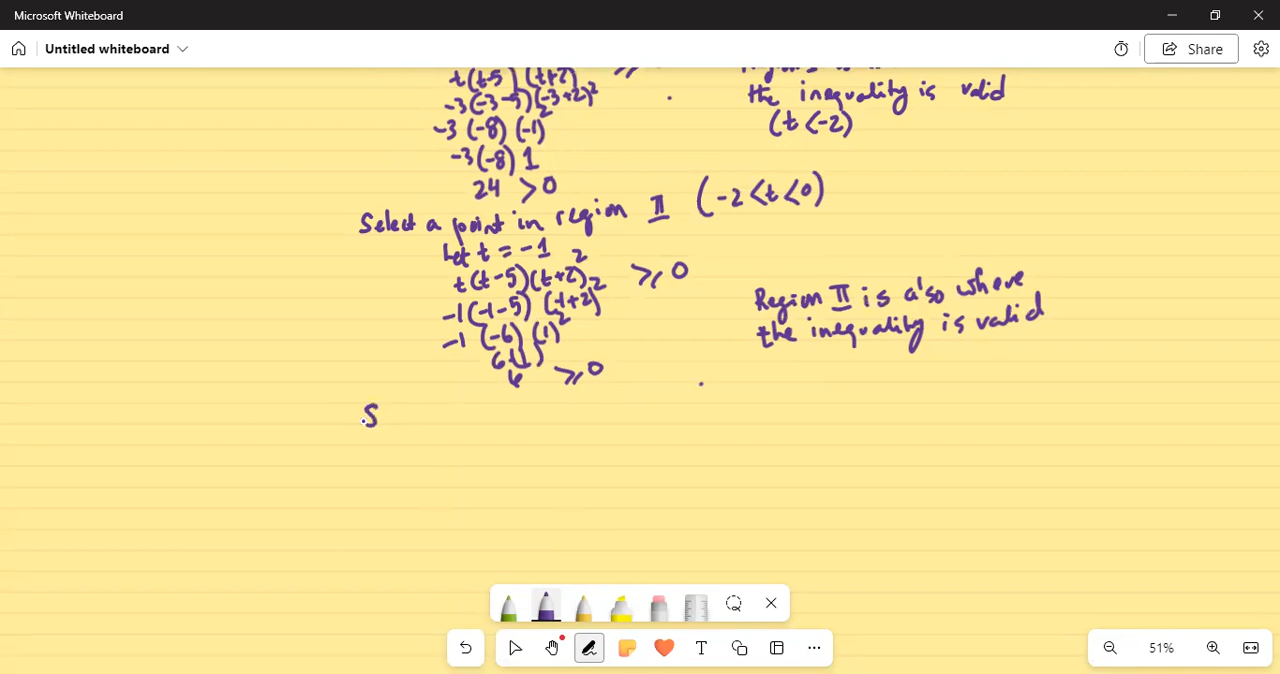 Microsoft Whiteboard
Untitled whiteboard
Share
t(t-5)(t+2)
-3(-3-5)(-3+2)²
-3(-8)(-1)²
-3(-8) 1
24 > 0
the inequality is valid
(t < -2)
Select a point in region II (-2 < t < 0)
Let t = -1
t(t-5)(t+2)² ≥ 0
-1(-1-5)(-1+2)²
-1 (-6) (1)²
6(1)
6 ≥ 0
Region II is also where
the inequality is valid
S
51%